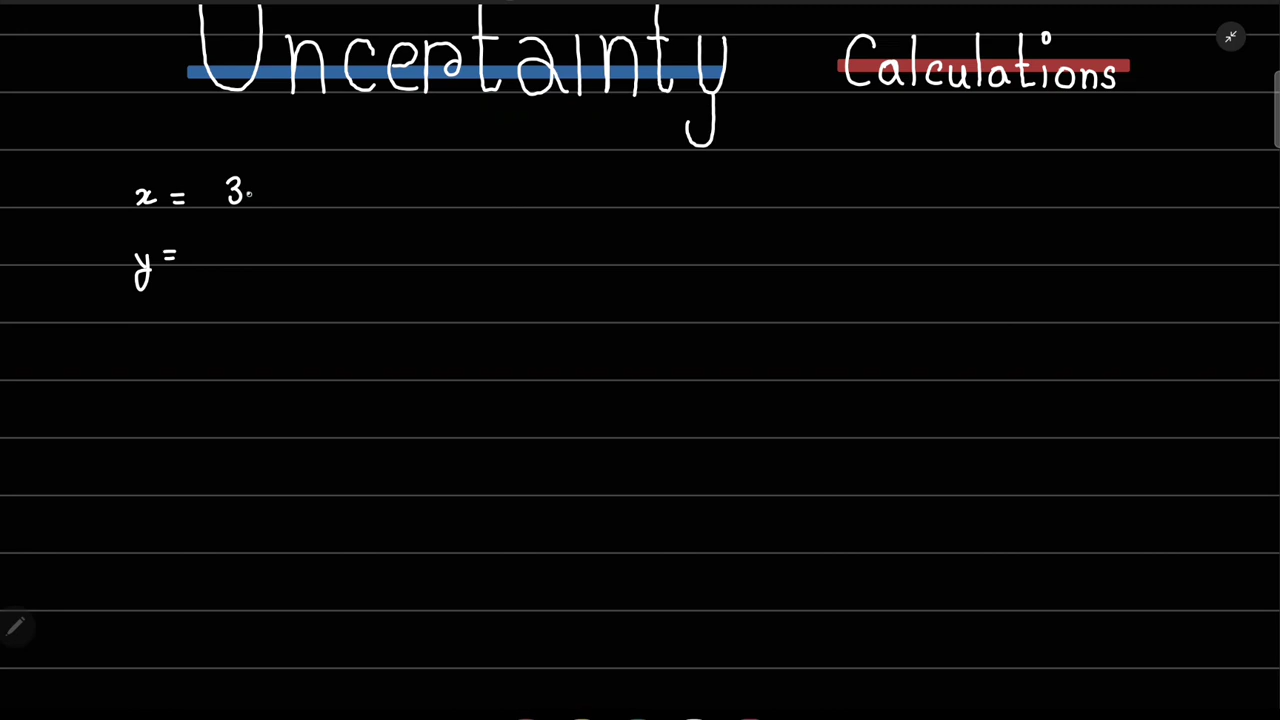 Uncertainty Calculations
x = 3.
y =